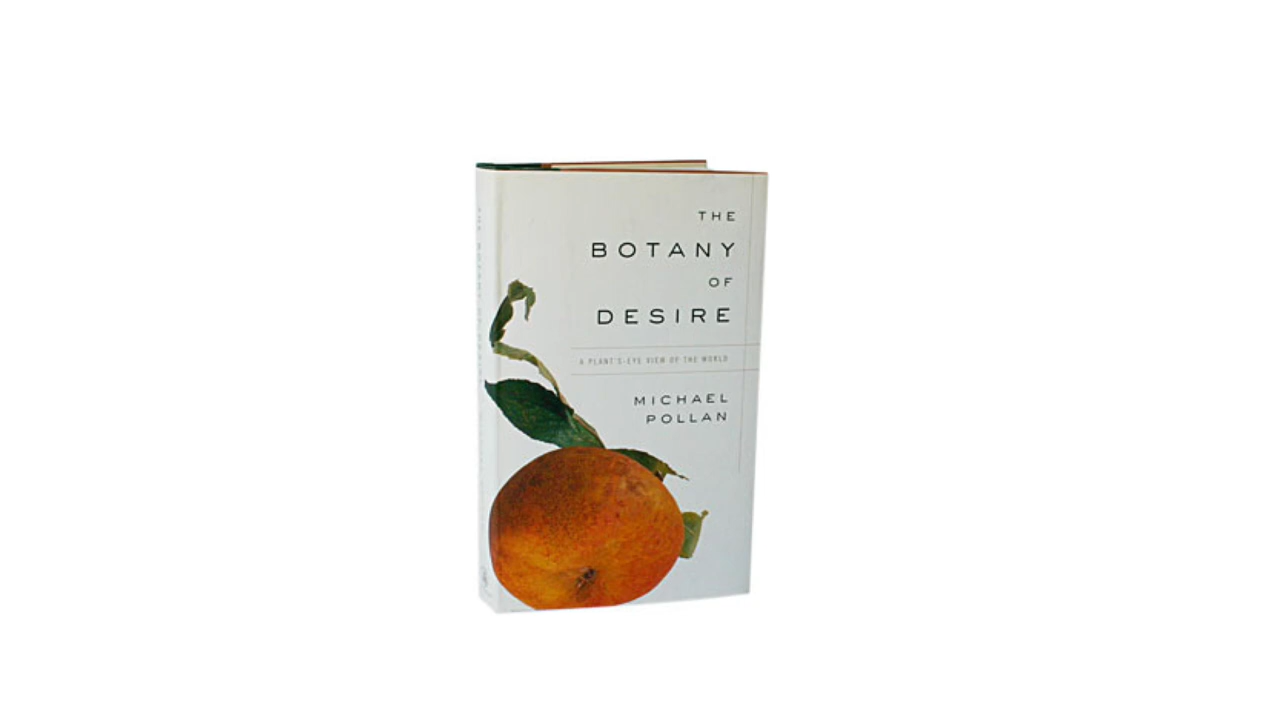 THE
BOTANY
OF
DESIRE
A PLANT'S-EYE VIEW OF THE WORLD
MICHAEL
POLLAN